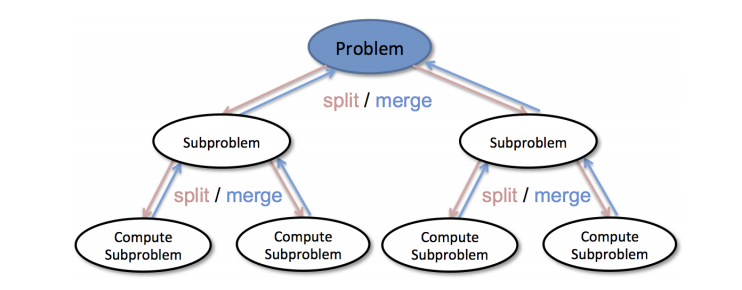 Problem
split / merge
Subproblem
Subproblem
split / merge
split / merge
Compute
Subproblem
Compute
Subproblem
Compute
Subproblem
Compute
Subproblem